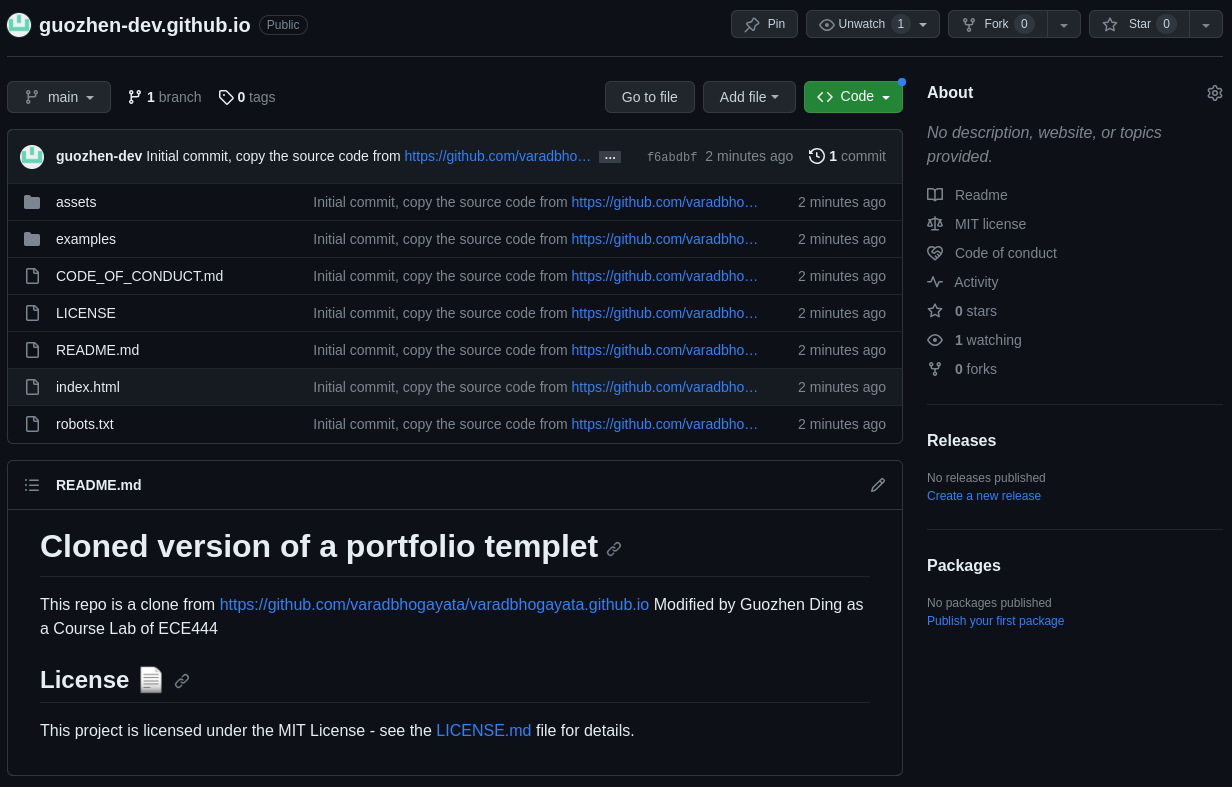 guozhen-dev.github.io Public Pin Unwatch 1 Fork 0 Star 0
main 1 branch 0 tags Go to file Add file Code
guozhen-dev Initial commit, copy the source code from https://github.com/varadbho… ... f6abdbf 2 minutes ago 1 commit
assets Initial commit, copy the source code from https://github.com/varadbho… 2 minutes ago
examples Initial commit, copy the source code from https://github.com/varadbho… 2 minutes ago
CODE_OF_CONDUCT.md Initial commit, copy the source code from https://github.com/varadbho… 2 minutes ago
LICENSE Initial commit, copy the source code from https://github.com/varadbho… 2 minutes ago
README.md Initial commit, copy the source code from https://github.com/varadbho… 2 minutes ago
index.html Initial commit, copy the source code from https://github.com/varadbho… 2 minutes ago
robots.txt Initial commit, copy the source code from https://github.com/varadbho… 2 minutes ago
README.md
Cloned version of a portfolio templet
This repo is a clone from https://github.com/varadbhogayata/varadbhogayata.github.io Modified by Guozhen Ding as
a Course Lab of ECE444
License
This project is licensed under the MIT License - see the LICENSE.md file for details.
About
No description, website, or topics
provided.
Readme
MIT license
Code of conduct
Activity
0 stars
1 watching
0 forks
Releases
No releases published
Create a new release
Packages
No packages published
Publish your first package